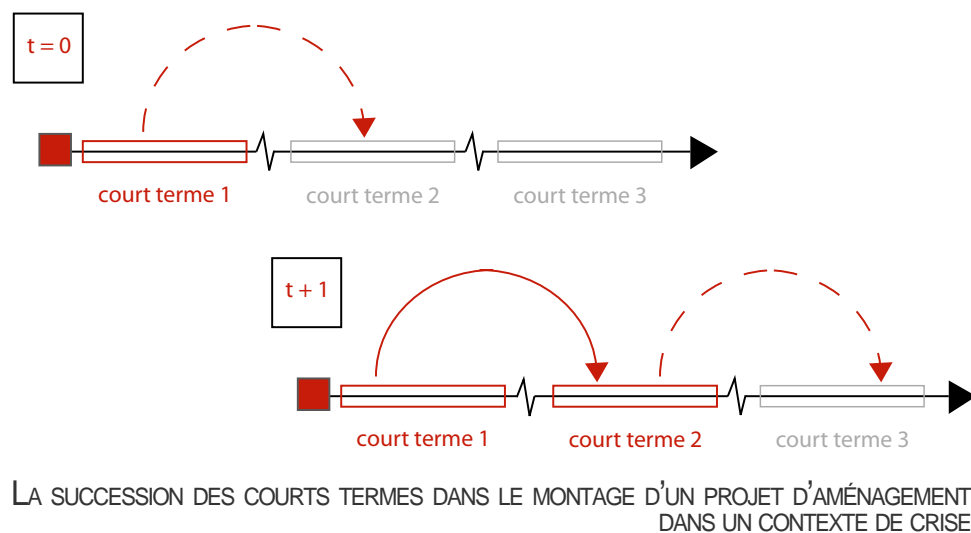 t = 0
court terme 1
court terme 2
court terme 3
t + 1
court terme 1
court terme 2
court terme 3
LA SUCCESSION DES COURTS TERMES DANS LE MONTAGE D'UN PROJET D'AMÉNAGEMENT
DANS UN CONTEXTE DE CRISE